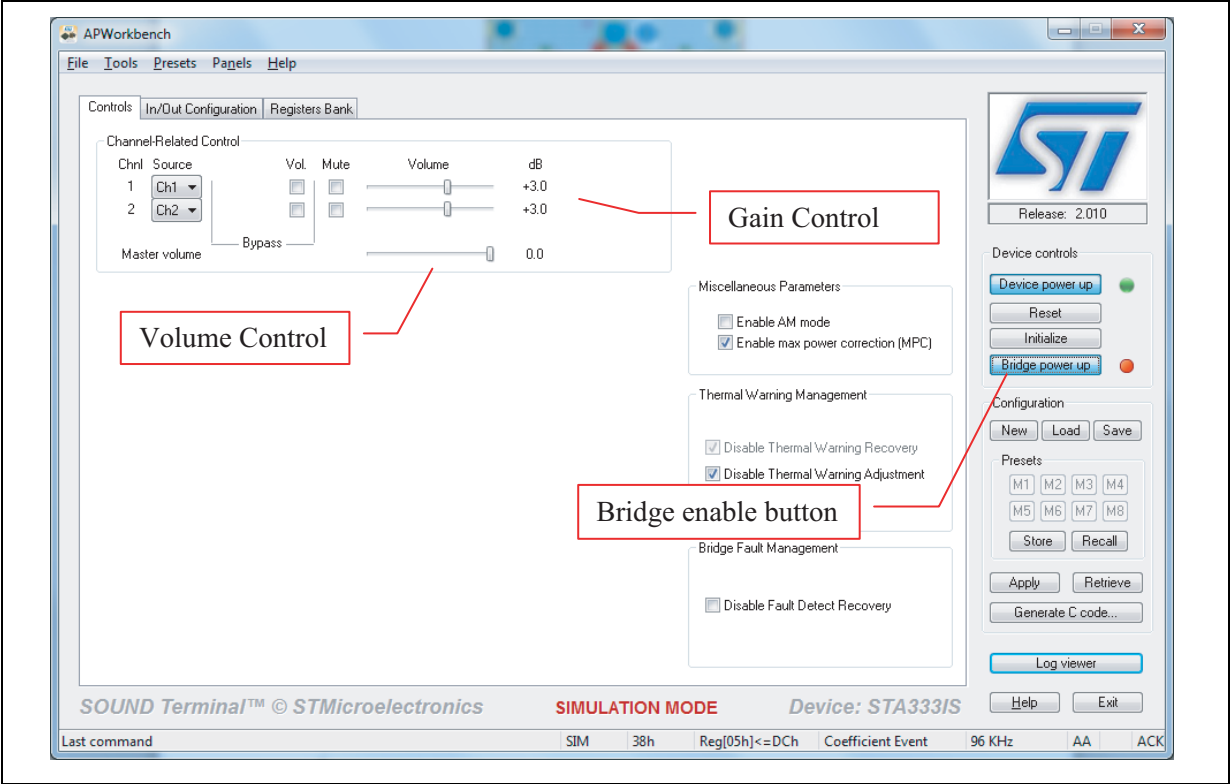 APWorkbench
File Tools Presets Panels Help
Controls In/Out Configuration Registers Bank
Channel-Related Control
Chnl Source Vol. Mute Volume dB
1 Ch1 +3.0
2 Ch2 +3.0
Bypass
Master volume 0.0
Gain Control
Volume Control
Miscellaneous Parameters
Enable AM mode
Enable max power correction (MPC)
Thermal Warning Management
Disable Thermal Warning Recovery
Disable Thermal Warning Adjustment
Bridge enable button
Bridge Fault Management
Disable Fault Detect Recovery
ST
Release: 2.010
Device controls
Device power up
Reset
Initialize
Bridge power up
Configuration
New Load Save
Presets
M1 M2 M3 M4
M5 M6 M7 M8
Store Recall
Apply Retrieve
Generate C code...
Log viewer
Help Exit
SOUND Terminal™ © STMicroelectronics SIMULATION MODE Device: STA333IS
Last command SIM 38h Reg[05h]<=DCh Coefficient Event 96 KHz AA ACK